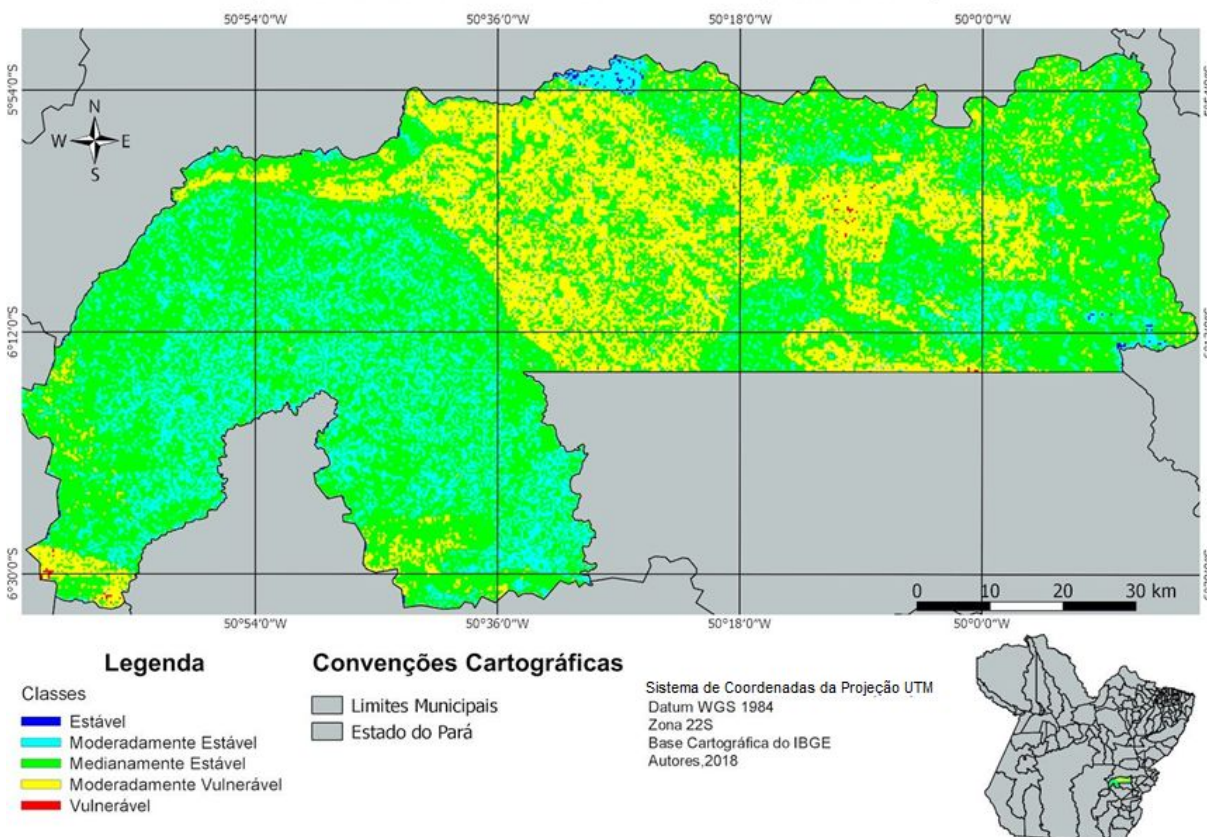 50°54'0"W 50°36'0"W 50°18'0"W 50°0'0"W
5°54'0"S
N
W E
S
6°12'0"S
6°30'0"S
0 10 20 30 km
50°54'0"W 50°36'0"W 50°18'0"W 50°0'0"W
Legenda
Classes
Estável
Moderadamente Estável
Medianamente Estável
Moderadamente Vulnerável
Vulnerável
Convenções Cartográficas
Limites Municipais
Estado do Pará
Sistema de Coordenadas da Projeção UTM
Datum WGS 1984
Zona 22S
Base Cartográfica do IBGE
Autores,2018